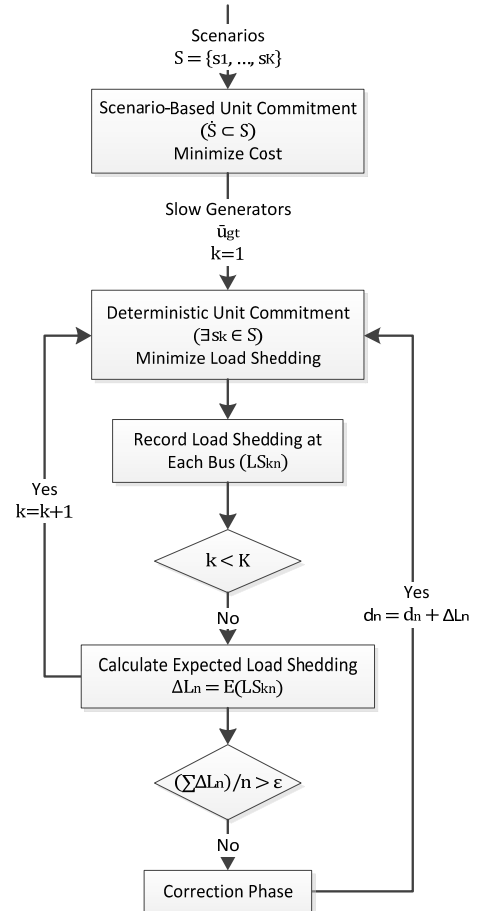 Scenarios
S = {s1, ..., sK}
Scenario-Based Unit Commitment
(Ṡ ⊂ S)
Minimize Cost
Slow Generators
ūgt
k=1
Deterministic Unit Commitment
(∃sk ∈ S)
Minimize Load Shedding
Record Load Shedding at
Each Bus (LSkn)
Yes
k=k+1
k < K
Yes
dn = dn + ΔLn
No
Calculate Expected Load Shedding
ΔLn = E(LSkn)
(∑ΔLn)/n > ε
No
Correction Phase